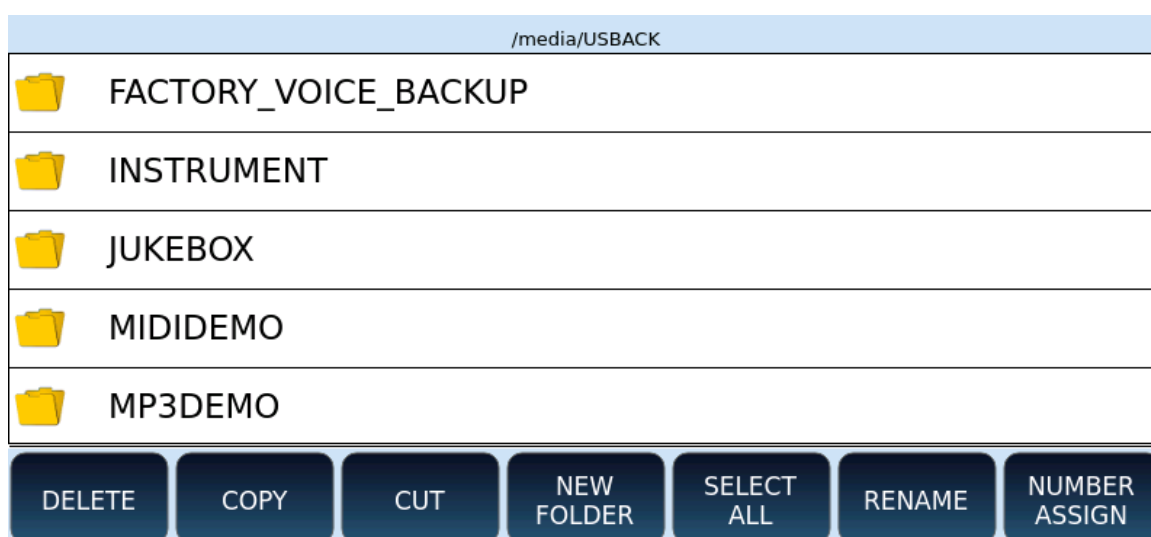 /media/USBACK
FACTORY_VOICE_BACKUP
INSTRUMENT
JUKEBOX
MIDIDEMO
MP3DEMO
DELETE
COPY
CUT
NEW
FOLDER
SELECT
ALL
RENAME
NUMBER
ASSIGN